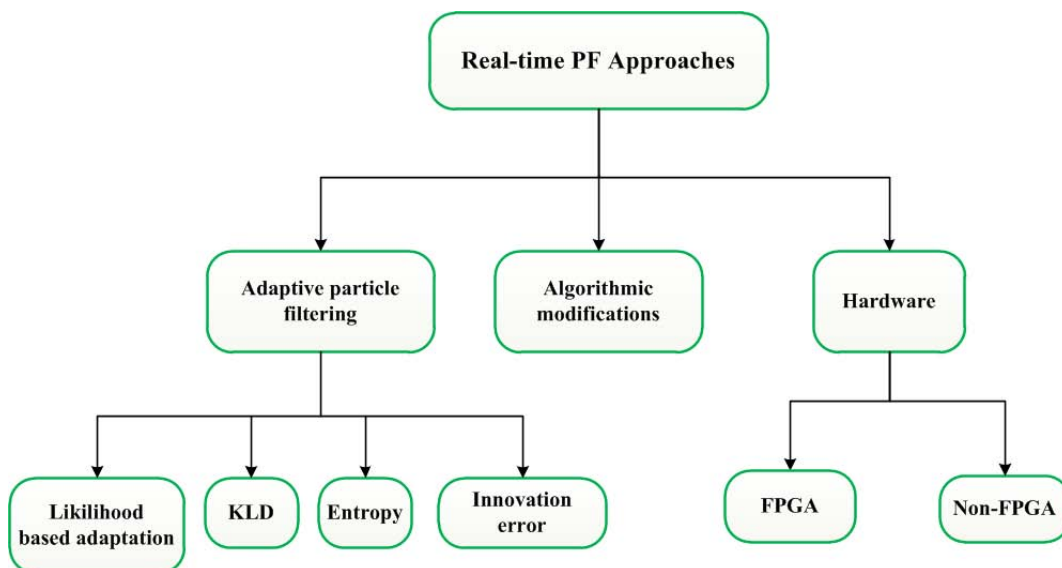 Real-time PF Approaches
Adaptive particle
filtering
Algorithmic
modifications
Hardware
Likilihood
based adaptation
KLD
Entropy
Innovation
error
FPGA
Non-FPGA